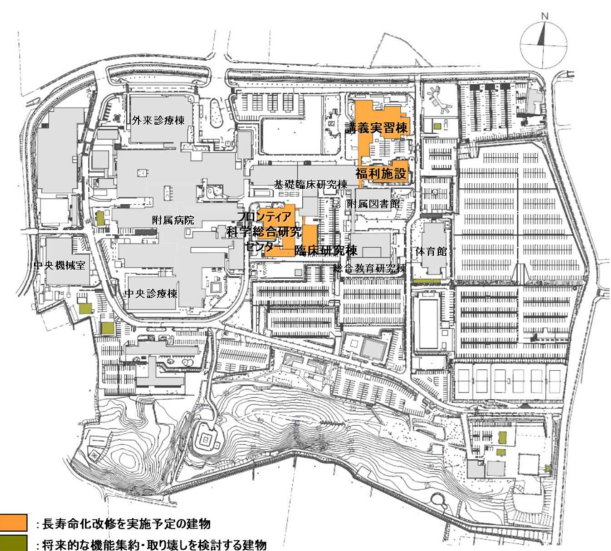 N
外来診療棟
講義実習棟
福利施設
基礎臨床研究棟
附属図書館
附属病院
フロンティア
科学総合研究
センター
臨床研究棟
体育館
中央機械室
総合教育研究棟
中央診療棟
:長寿命化改修を実施予定の建物
:将来的な機能集約・取り壊しを検討する建物